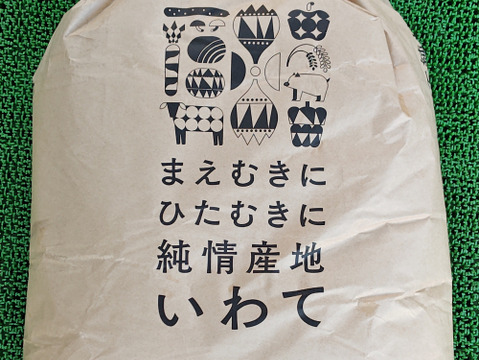 まえむきに
ひたむきに
純情産地
いわて